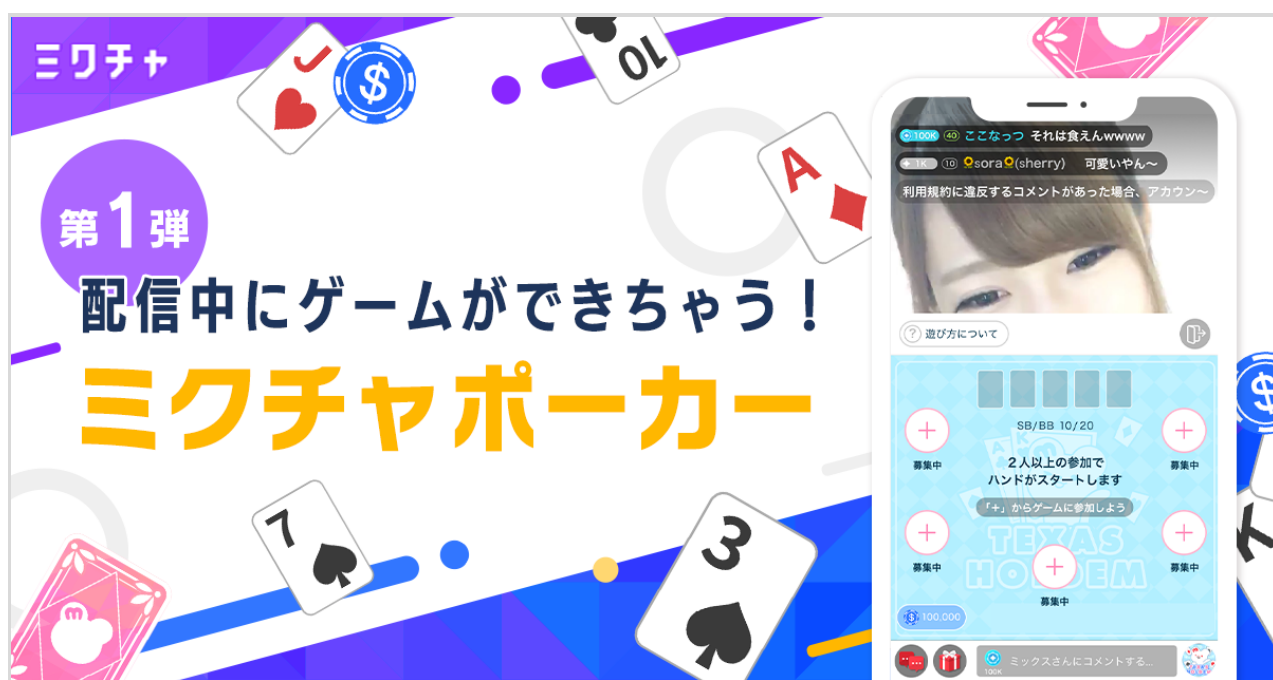 ミクチャ
第1弾
配信中にゲームができちゃう！
ミクチャポーカー
J
$
10
A
7
3
K
$
100K 40 ここなっつ それは食えんwwww
1K 10 sora(sherry) 可愛いやん〜
利用規約に違反するコメントがあった場合、アカウン〜
? 遊び方について
SB/BB 10/20
募集中
募集中
2人以上の参加で
ハンドがスタートします
「+」からゲームに参加しよう
TEXAS
HOLDEM
募集中
募集中
募集中
100,000
100K
ミックスさんにコメントする...